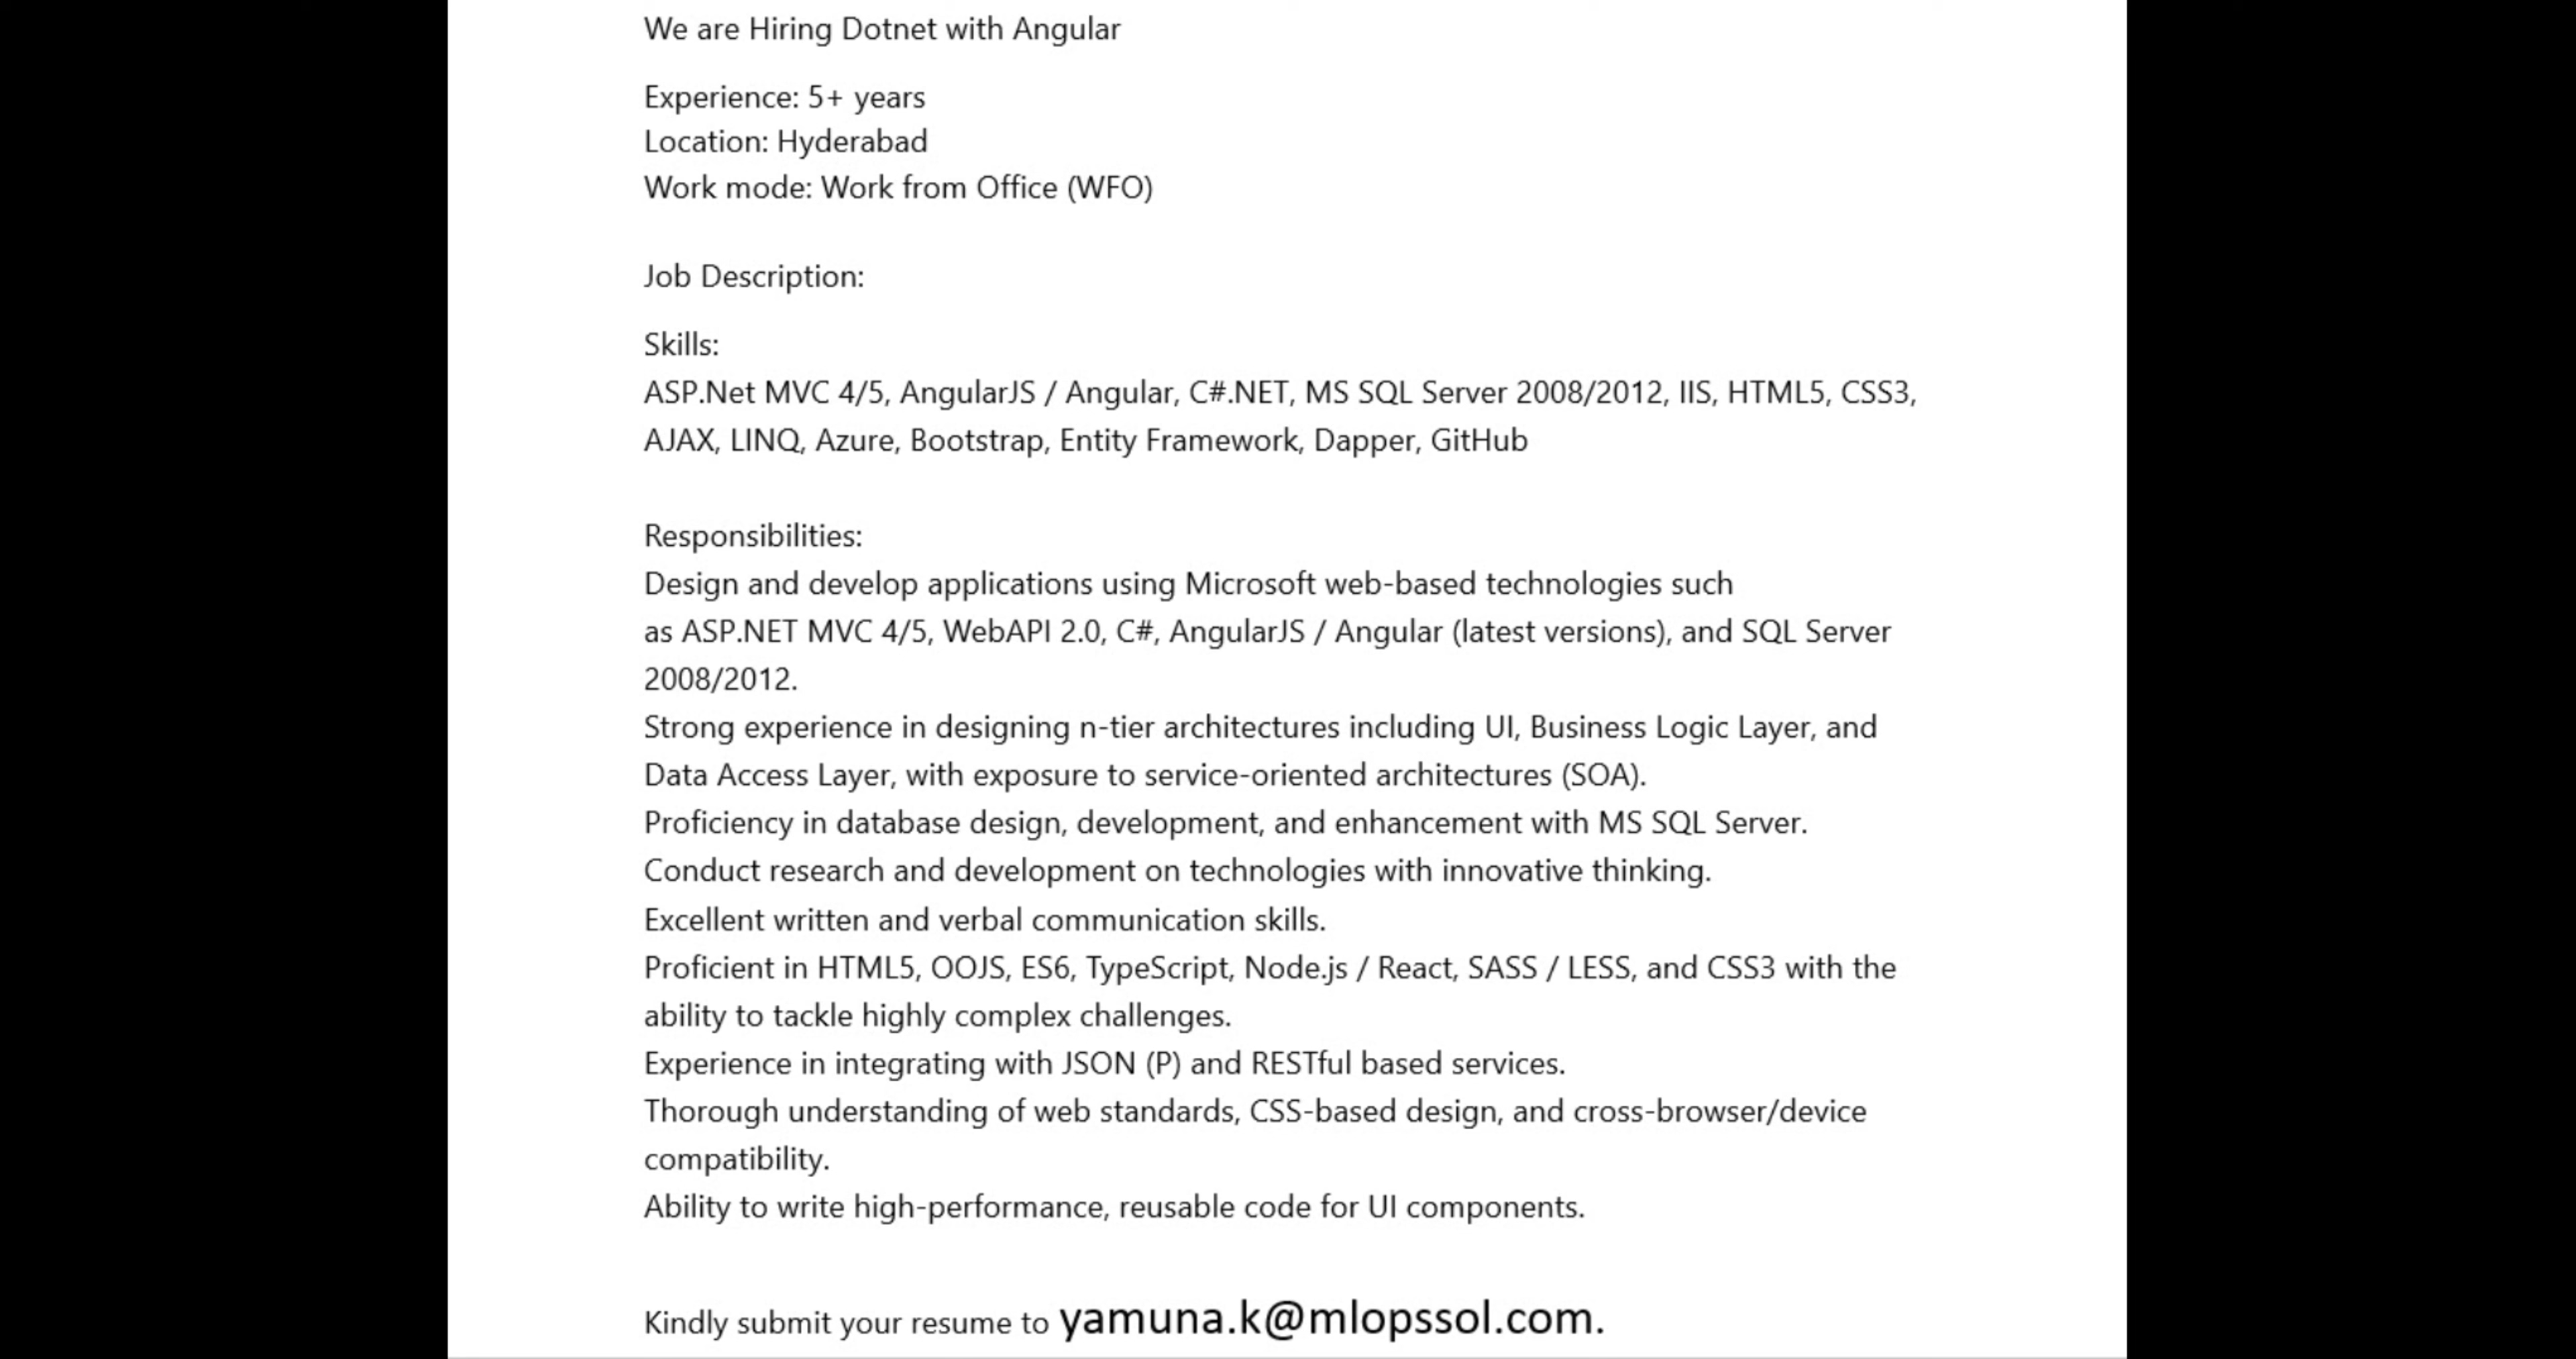 We are Hiring Dotnet with Angular
Experience: 5+ years
Location: Hyderabad
Work mode: Work from Office (WFO)
Job Description:
Skills:
ASP.Net MVC 4/5, AngularJS / Angular, C#.NET, MS SQL Server 2008/2012, IIS, HTML5, CSS3,
AJAX, LINQ, Azure, Bootstrap, Entity Framework, Dapper, GitHub
Responsibilities:
Design and develop applications using Microsoft web-based technologies such
as ASP.NET MVC 4/5, WebAPI 2.0, C#, AngularJS / Angular (latest versions), and SQL Server
2008/2012.
Strong experience in designing n-tier architectures including UI, Business Logic Layer, and
Data Access Layer, with exposure to service-oriented architectures (SOA).
Proficiency in database design, development, and enhancement with MS SQL Server.
Conduct research and development on technologies with innovative thinking.
Excellent written and verbal communication skills.
Proficient in HTML5, OOJS, ES6, TypeScript, Node.js / React, SASS / LESS, and CSS3 with the
ability to tackle highly complex challenges.
Experience in integrating with JSON (P) and RESTful based services.
Thorough understanding of web standards, CSS-based design, and cross-browser/device
compatibility.
Ability to write high-performance, reusable code for UI components.
Kindly submit your resume to yamuna.k@mlopssol.com.